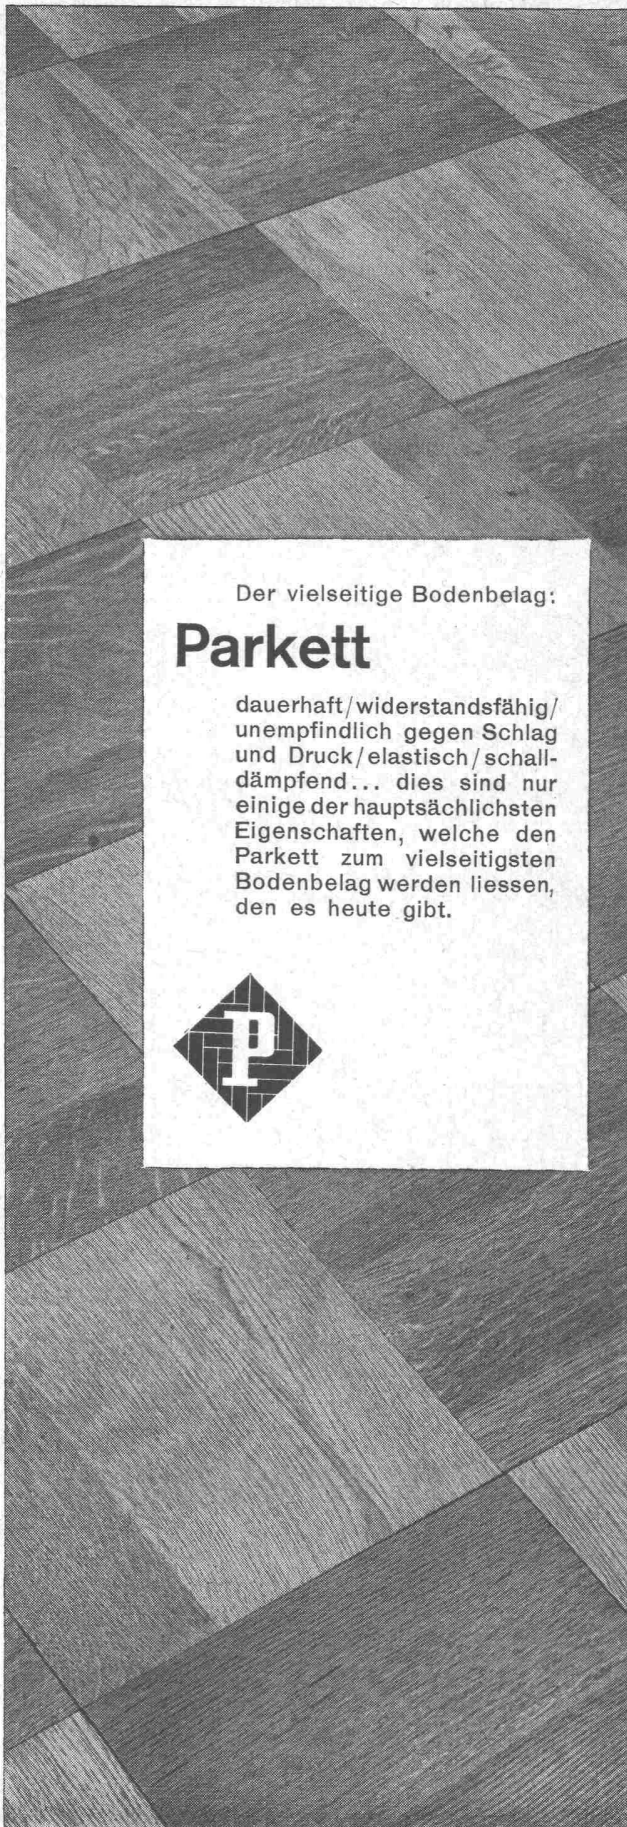 Der vielseitige Bodenbelag:
Parkett
dauerhaft/widerstandsfähig/
unempfindlich gegen Schlag
und Druck/elastisch/schall-
dämpfend... dies sind nur
einige der hauptsächlichsten
Eigenschaften, welche den
Parkett zum vielseitigsten
Bodenbelag werden liessen,
den es heute gibt.
P